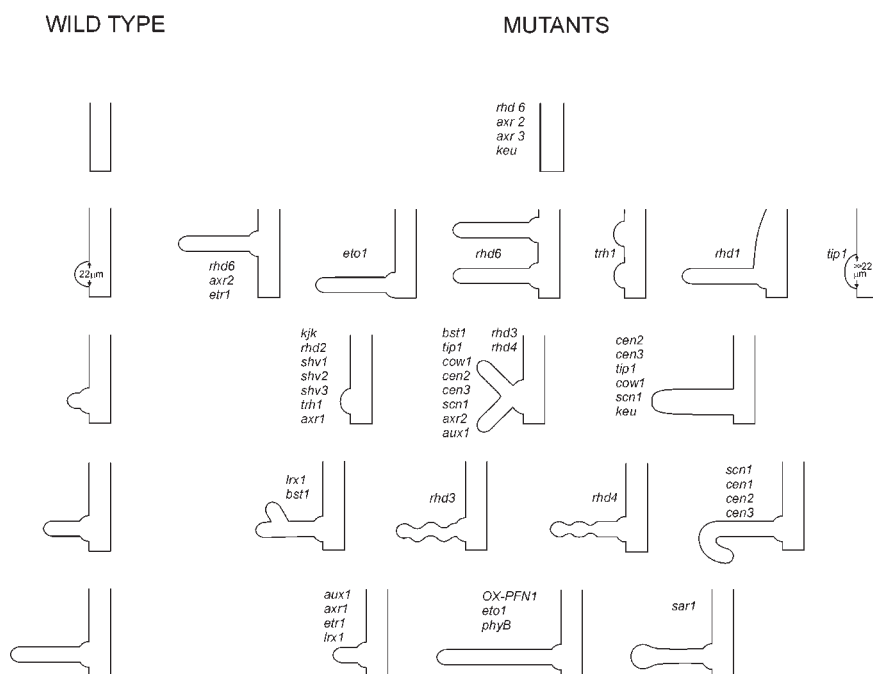 WILD TYPE
MUTANTS
rhd 6
axr 2
axr 3
keu
22μm
rhd6
axr2
etr1
eto1
rhd6
trh1
rhd1
tip1
>>22
μm
kjk
rhd2
shv1
shv2
shv3
trh1
axr1
bst1 rhd3
tip1 rhd4
cow1
cen2
cen3
scn1
axr2
aux1
cen2
cen3
tip1
cow1
scn1
keu
lrx1
bst1
rhd3
rhd4
scn1
cen1
cen2
cen3
aux1
axr1
etr1
lrx1
OX-PFN1
eto1
phyB
sar1